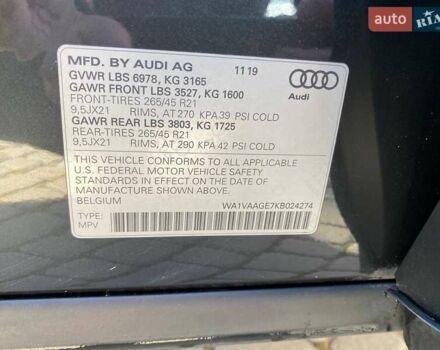 auto RIA
MFD. BY AUDI AG 11 19
GVWR LBS 6978, KG 3165
GAWR FRONT LBS 3527, KG 1600
FRONT-TIRES 265/45 R21
9,5JX21 RIMS, AT 270 KPA 39 PSI COLD
GAWR REAR LBS 3803, KG 1725
REAR-TIRES 265/45 R21
9,5JX21 RIMS, AT 290 KPA 42 PSI COLD
Audi
THIS VEHICLE CONFORMS TO ALL APPLICABLE
U.S. FEDERAL MOTOR VEHICLE SAFETY
STANDARDS IN EFFECT ON THE DATE OF
MANUFACTURE SHOWN ABOVE.
BELGIUM WA1VAAGE7KB024274
TYPE:
MPV